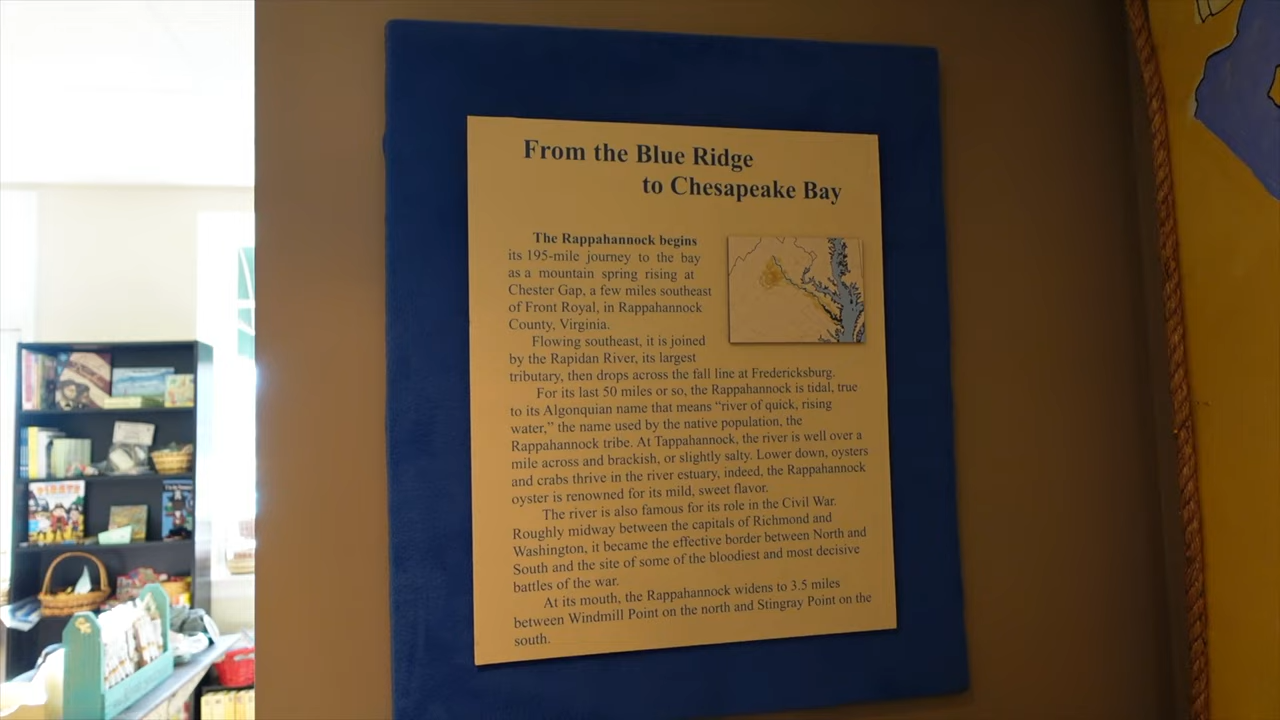 From the Blue Ridge
to Chesapeake Bay
The Rappahannock begins
its 195-mile journey to the bay
as a mountain spring rising at
Chester Gap, a few miles southeast
of Front Royal, in Rappahannock
County, Virginia.
Flowing southeast, it is joined
by the Rapidan River, its largest
tributary, then drops across the fall line at Fredericksburg.
For its last 50 miles or so, the Rappahannock is tidal, true
to its Algonquian name that means “river of quick, rising
water,” the name used by the native population, the
Rappahannock tribe. At Tappahannock, the river is well over a
mile across and brackish, or slightly salty. Lower down, oysters
and crabs thrive in the river estuary, indeed, the Rappahannock
oyster is renowned for its mild, sweet flavor.
The river is also famous for its role in the Civil War.
Roughly midway between the capitals of Richmond and
Washington, it became the effective border between North and
South and the site of some of the bloodiest and most decisive
battles of the war.
At its mouth, the Rappahannock widens to 3.5 miles
between Windmill Point on the north and Stingray Point on the
south.
PIRATE